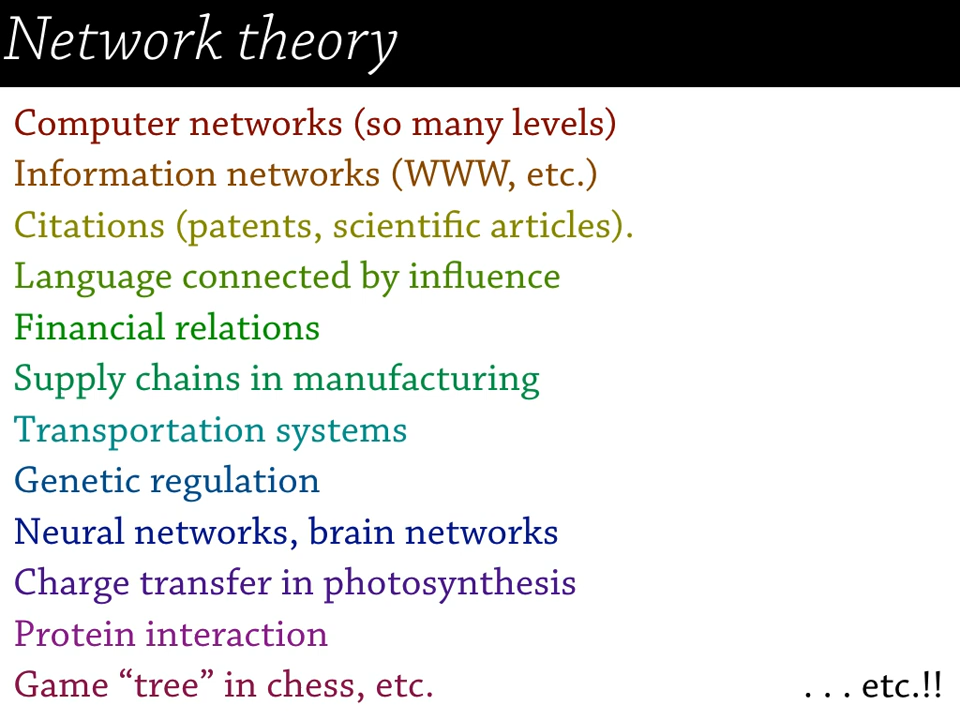 Network theory
Computer networks (so many levels)
Information networks (WWW, etc.)
Citations (patents, scientific articles).
Language connected by influence
Financial relations
Supply chains in manufacturing
Transportation systems
Genetic regulation
Neural networks, brain networks
Charge transfer in photosynthesis
Protein interaction
Game “tree” in chess, etc. . . . etc.!!